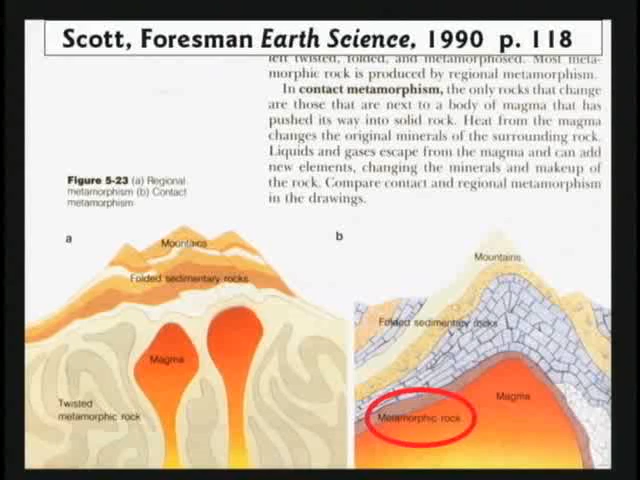 Scott, Foresman Earth Science, 1990 p. 118
left twisted, folded, and metamorphosed. Most meta-
morphic rock is produced by regional metamorphism.
In contact metamorphism, the only rocks that change
are those that are next to a body of magma that has
pushed its way into solid rock. Heat from the magma
changes the original minerals of the surrounding rock.
Liquids and gases escape from the magma and can add
new elements, changing the minerals and makeup of
the rock. Compare contact and regional metamorphism
in the drawings.
Figure 5-23 (a) Regional
metamorphism (b) Contact
metamorphism
a
Mountains
Folded sedimentary rocks
Magma
Twisted
metamorphic rock
b
Mountains
Folded sedimentary rocks
Magma
Metamorphic rock